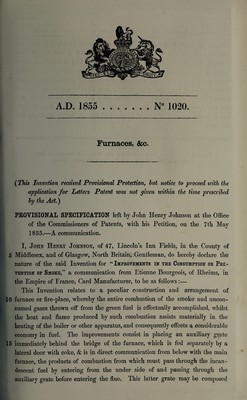 A.D. 1855 . . . . . . . Nº 1020.
Furnaces, &c.
(This Invention received Provisional Protection, but notice to proceed with the
application for Letters Patent was not given within the time prescribed
by the Act.)
PROVISIONAL SPECIFICATION left by John Henry Johnson at the Office
of the Commissioners of Patents, with his Petition, on the 7th May
1855.—A communication.
I, JOHN HENRY JOHNSON, of 47, Lincoln's Inn Fields, in the County of
5 Middlesex, and of Glasgow, North Britain, Gentleman, do hereby declare the
nature of the said Invention for "IMPROVEMENTS IN THE CONSUMPTION OR PRE-
VENTION OF SMOKE," a communication from Etienne Bourgeois, of Rheims, in
the Empire of France, Card Manufacturer, to be as follows:—
This Invention relates to a peculiar construction and arrangement of
10 furnace or fire-place, whereby the entire combustion of the smoke and uncon-
sumed gases thrown off from the green fuel is effectually accomplished, whilst
the heat and flame produced by such combustion assists materially in the
heating of the boiler or other apparatus, and consequently effects a considerable
economy in fuel. The improvements consist in placing an auxiliary grate
15 immediately behind the bridge of the furnace, which is fed separately by a
lateral door with coke, & is in direct communication from below with the main
furnace, the products of combustion from which must pass through the incan-
descent fuel by entering from the under side of and passing through the
auxiliary grate before entering the flue. This latter grate may be composed